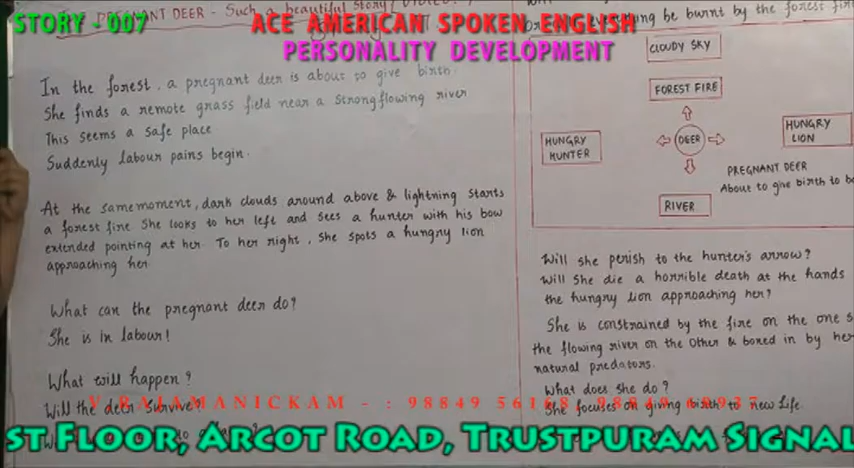 STORY - 007
ACE AMERICAN SPOKEN ENGLISH
PERSONALITY DEVELOPMENT
PREGNANT DEER - Such a beautiful Story!
In the forest, a pregnant deer is about to give birth.
She finds a remote grass field near a strong flowing river
This seems a safe place
Suddenly labour pains begin.
At the same moment, dark clouds around above & lightning starts
a forest fire. She looks to her left and sees a hunter with his bow
extended pointing at her. To her right, she spots a hungry lion
approaching her.
What can the pregnant deer do?
She is in labour!
What will happen?
Will the deer survive?
be burnt by the forest fire
CLOUDY SKY
FOREST FIRE
HUNGRY HUNTER
DEER
HUNGRY LION
PREGNANT DEER
About to give birth to
RIVER
Will she perish to the hunter's arrow?
Will she die a horrible death at the hands
the hungry lion approaching her?
She is constrained by the fire on the one
the flowing river on the other & boxed in by her
natural predators.
What does she do?
She focuses on giving birth to new life.
V RAJAMANICKAM - : 98849
ST FLOOR, ARCOT ROAD, TRUSTPURAM SIGNAL